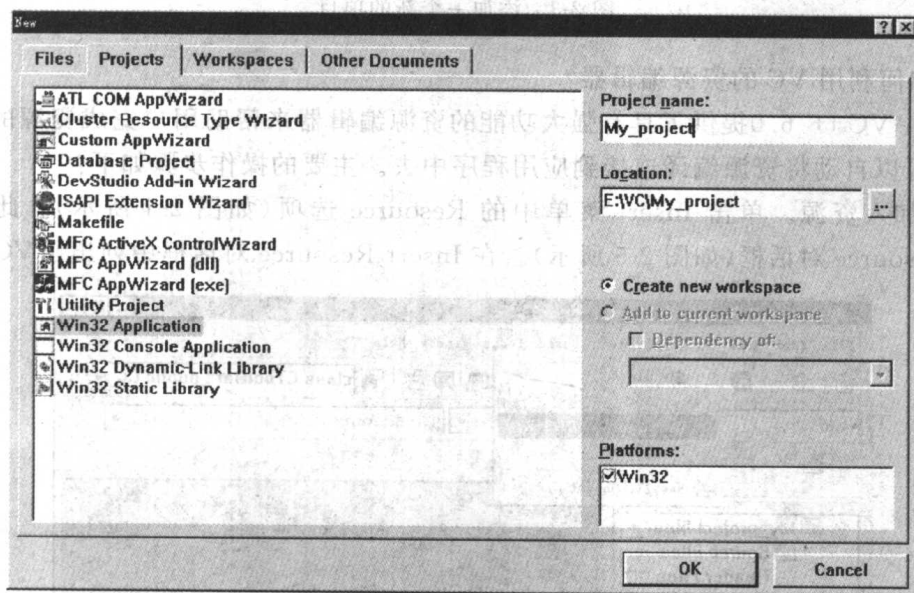 New
Files Projects Workspaces Other Documents
ATL COM AppWizard
Cluster Resource Type Wizard
Custom AppWizard
Database Project
DevStudio Add-in Wizard
ISAPI Extension Wizard
Makefile
MFC ActiveX ControlWizard
MFC AppWizard (dll)
MFC AppWizard (exe)
Utility Project
Win32 Application
Win32 Console Application
Win32 Dynamic-Link Library
Win32 Static Library
Project name:
My_project
Location:
E:\VC\My_project
...
Create new workspace
Add to current workspace
Dependency of:
Platforms:
Win32
OK Cancel